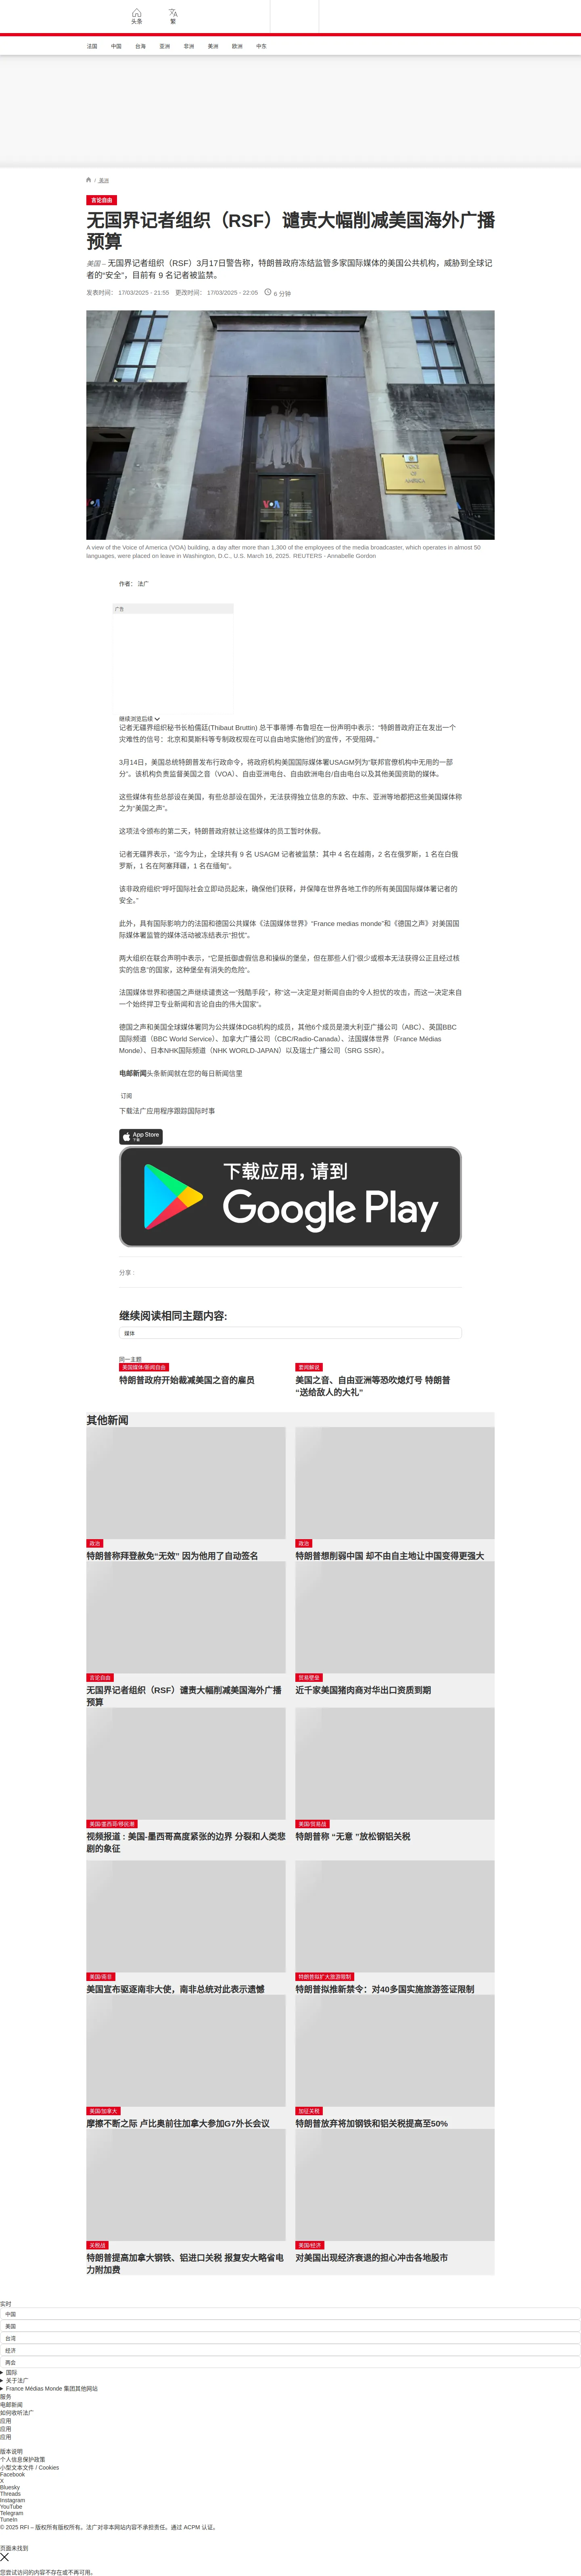 头条
繁
法国
中国
台海
亚洲
非洲
美洲
欧洲
中东
/ 美洲
言论自由
无国界记者组织（RSF）谴责大幅削减美国海外广播
预算
美国 – 无国界记者组织（RSF）3月17日警告称，特朗普政府冻结监管多家国际媒体的美国公共机构，威胁到全球记
者的“安全”，目前有 9 名记者被监禁。
发表时间： 17/03/2025 - 21:55 更改时间： 17/03/2025 - 22:05 6 分钟
VOICE
OF
AMERICA
VOA
VOA
A view of the Voice of America (VOA) building, a day after more than 1,300 of the employees of the media broadcaster, which operates in almost 50
languages, were placed on leave in Washington, D.C., U.S. March 16, 2025. REUTERS - Annabelle Gordon
作者： 法广
广告
继续浏览后续
记者无疆界组织秘书长柏儒廷(Thibaut Bruttin) 总干事蒂博·布鲁坦在一份声明中表示：“特朗普政府正在发出一个
灾难性的信号：北京和莫斯科等专制政权现在可以自由地实施他们的宣传，不受阻碍。”
3月14日，美国总统特朗普发布行政命令，将政府机构美国国际媒体署USAGM列为“联邦官僚机构中无用的一部
分”。该机构负责监督美国之音（VOA）、自由亚洲电台、自由欧洲电台/自由电台以及其他美国资助的媒体。
这些媒体有些总部设在美国，有些总部设在国外，无法获得独立信息的东欧、中东、亚洲等地都把这些美国媒体称
之为“美国之声”。
这项法令颁布的第二天，特朗普政府就让这些媒体的员工暂时休假。
记者无疆界表示，“迄今为止，全球共有 9 名 USAGM 记者被监禁：其中 4 名在越南，2 名在俄罗斯，1 名在白俄
罗斯，1 名在阿塞拜疆，1 名在缅甸”。
该非政府组织“呼吁国际社会立即动员起来，确保他们获释，并保障在世界各地工作的所有美国国际媒体署记者的
安全。”
此外，具有国际影响力的法国和德国公共媒体《法国媒体世界》“France medias monde”和《德国之声》对美国国
际媒体署监管的媒体活动被冻结表示“担忧”。
两大组织在联合声明中表示，“它是抵御虚假信息和操纵的堡垒，但在那些人们“很少或根本无法获得公正且经过核
实的信息”的国家，这种堡垒有消失的危险”。
法国媒体世界和德国之声继续谴责这一“残酷手段”，称“这一决定是对新闻自由的令人担忧的攻击，而这一决定来自
一个始终捍卫专业新闻和言论自由的伟大国家”。
德国之声和美国全球媒体署同为公共媒体DG8机构的成员，其他6个成员是澳大利亚广播公司（ABC）、英国BBC
国际频道（BBC World Service）、加拿大广播公司（CBC/Radio-Canada）、法国媒体世界（France Médias
Monde）、日本NHK国际频道（NHK WORLD-JAPAN）以及瑞士广播公司（SRG SSR）。
电邮新闻头条新闻就在您的每日新闻信里
订阅
下载法广应用程序跟踪国际时事
App Store
下载
下载应用，请到
Google Play
分享 :
继续阅读相同主题内容:
媒体
同一主题
美国媒体/新闻自由
特朗普政府开始裁减美国之音的雇员
要闻解说
美国之音、自由亚洲等恐吹熄灯号 特朗普
“送给敌人的大礼”
其他新闻
政治
特朗普称拜登赦免“无效” 因为他用了自动签名
政治
特朗普想削弱中国 却不由自主地让中国变得更强大
言论自由
无国界记者组织（RSF）谴责大幅削减美国海外广播
预算
贸易壁垒
近千家美国猪肉商对华出口资质到期
美国/墨西哥/移民潮
视频报道 : 美国-墨西哥高度紧张的边界 分裂和人类悲
剧的象征
美国/贸易战
特朗普称 “无意 ”放松钢铝关税
美国/南非
美国宣布驱逐南非大使，南非总统对此表示遗憾
特朗普拟扩大旅游限制
特朗普拟推新禁令：对40多国实施旅游签证限制
美国/加拿大
摩擦不断之际 卢比奥前往加拿大参加G7外长会议
加征关税
特朗普放弃将加钢铁和铝关税提高至50%
关税战
特朗普提高加拿大钢铁、铝进口关税 报复安大略省电
力附加费
美国/经济
对美国出现经济衰退的担心冲击各地股市
实时
中国
美国
台湾
经济
两会
国际
关于法广
France Médias Monde 集团其他网站
服务
电邮新闻
如何收听法广
应用
应用
应用
版本说明
个人信息保护政策
小型文本文件 / Cookies
Facebook
X
Bluesky
Threads
Instagram
YouTube
Telegram
TuneIn
© 2025 RFI – 版权所有版权所有。法广对非本网站内容不承担责任。通过 ACPM 认证。
页面未找到
您尝试访问的内容不存在或不再可用。